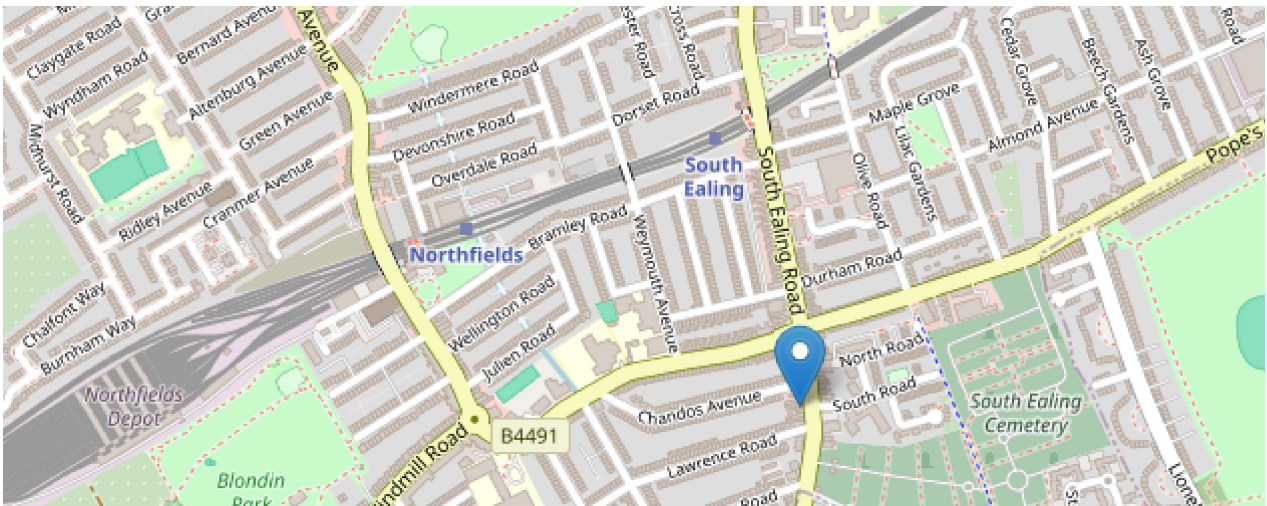 Claygate Road
Bernard Avenue
Avenue
Wyndham Road
Altenburg Avenue
Green Avenue
Midhurst Road
Ridley Avenue
Cranmer Avenue
Chalfont Way
Burnham Way
Northfields
Depot
Blondin
Park
Windermere Road
Devonshire Road
Overdale Road
Dorset Road
South
Ealing
Northfields
Bramley Road
Weymouth Avenue
Wellington Road
Julien Road
B4491
Chandos Avenue
Lawrence Road
Road
South Ealing Road
Durham Road
Olive Road
Lilac Gardens
Maple Grove
Almond Avenue
Cedar Grove
Beech Gardens
Ash Grove
Road
Pope's
North Road
South Road
South Ealing
Cemetery
Lione
St